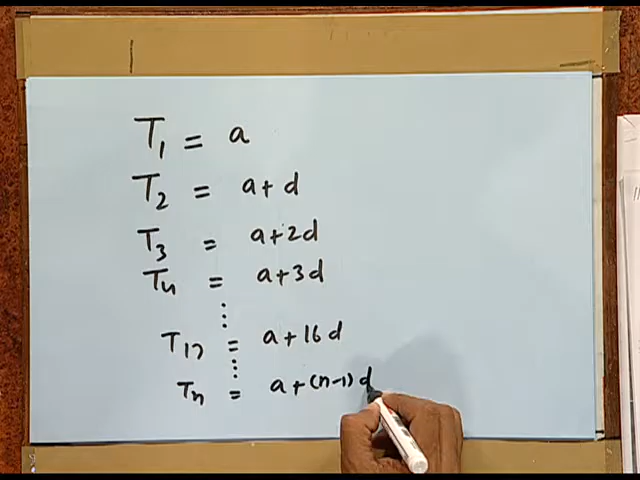 T₁ = a
T₂ = a + d
T₃ = a + 2d
T₄ = a + 3d
⋮
T₁₇ = a + 16d
⋮
Tₙ = a + (n-1)d